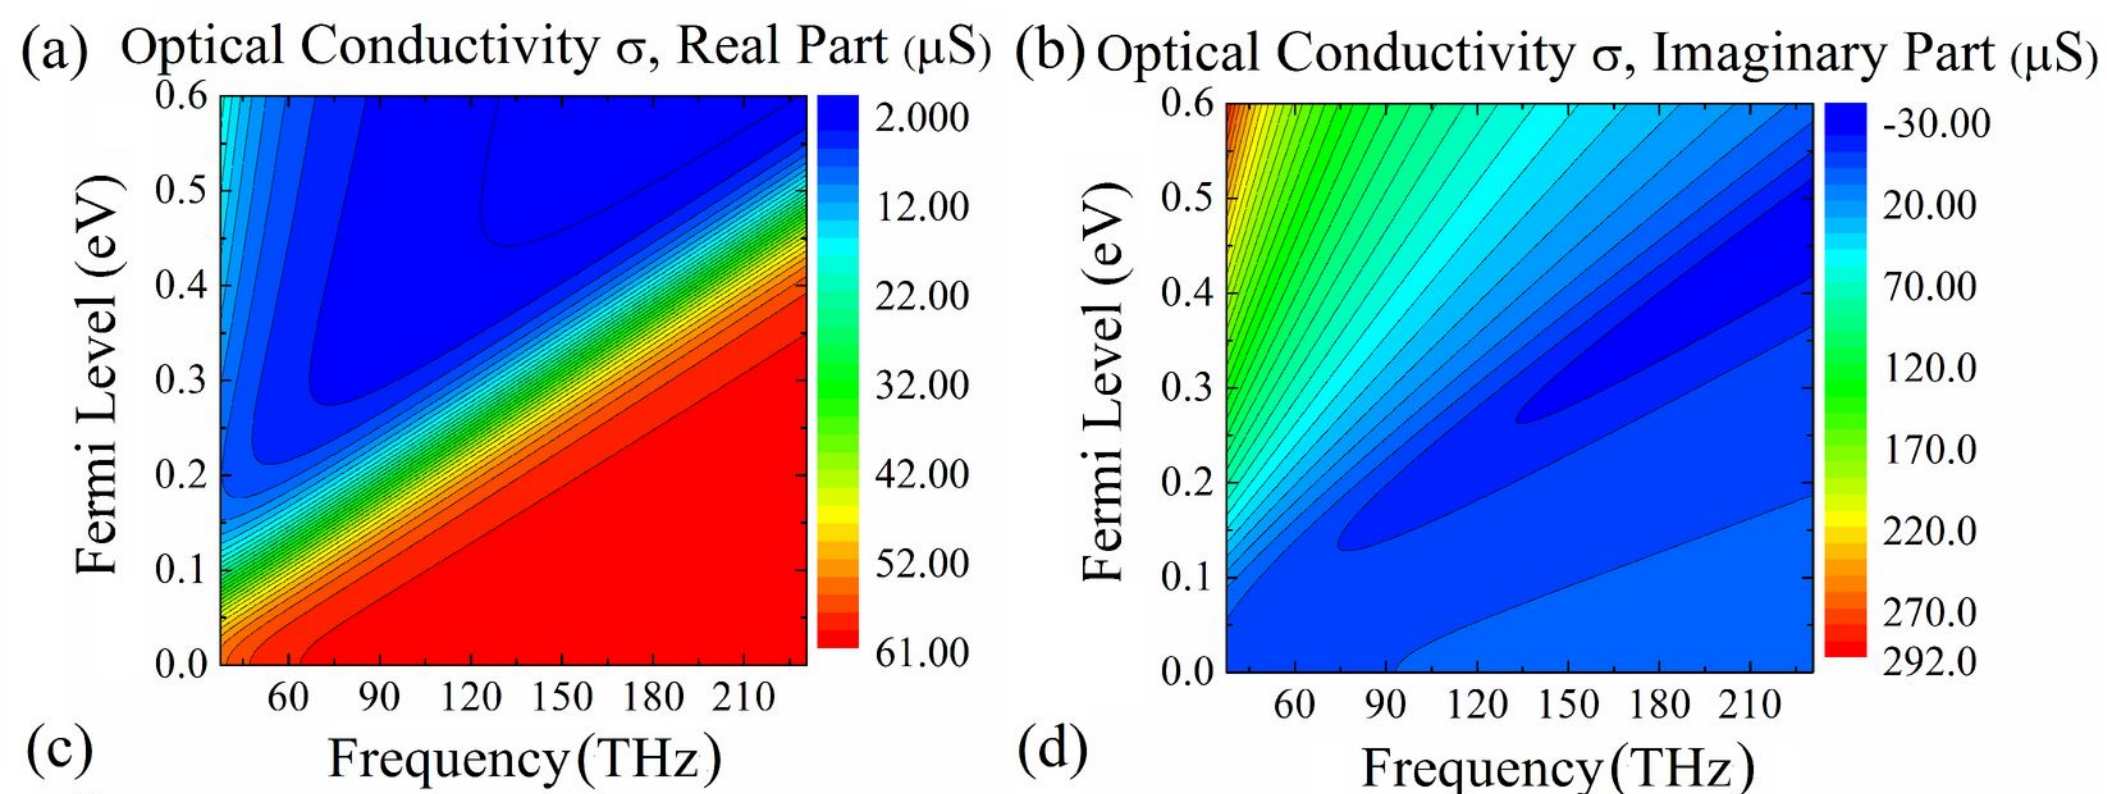 (a) Optical Conductivity σ, Real Part (μS)
0.6
0.5
0.4
0.3
0.2
0.1
0.0
Fermi Level (eV)
60 90 120 150 180 210
Frequency(THz)
2.000
12.00
22.00
32.00
42.00
52.00
61.00
(b) Optical Conductivity σ, Imaginary Part (μS)
0.6
0.5
0.4
0.3
0.2
0.1
0.0
Fermi Level (eV)
60 90 120 150 180 210
Frequency(THz)
-30.00
20.00
70.00
120.0
170.0
220.0
270.0
292.0
(c)
(d)